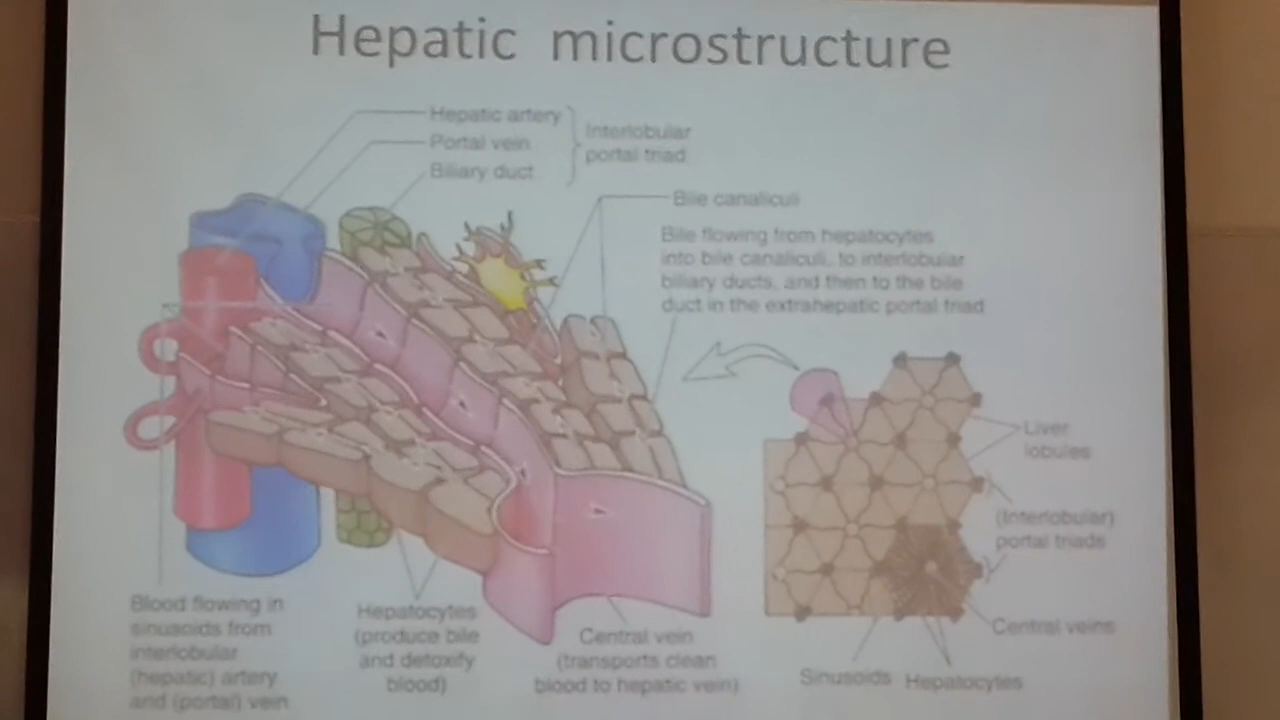 Hepatic microstructure
Hepatic artery
Portal vein
Biliary duct
Interlobular
portal triad
Bile canaliculi
Bile flowing from hepatocytes
into bile canaliculi, to interlobular
biliary ducts, and then to the bile
duct in the extrahepatic portal triad
Liver
lobules
(Interlobular)
portal triads
Central veins
Sinusoids
Hepatocytes
Blood flowing in
sinusoids from
interlobular
(hepatic) artery
and (portal) vein
Hepatocytes
(produce bile
and detoxify
blood)
Central vein
(transports clean
blood to hepatic vein)